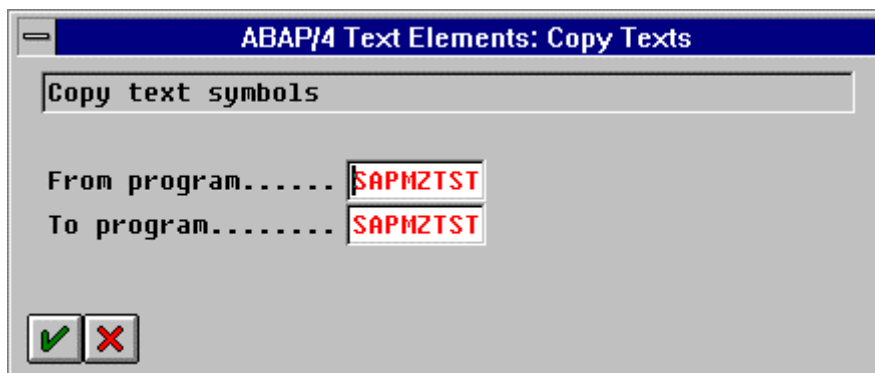 ABAP/4 Text Elements: Copy Texts
Copy text symbols
From program...... SAPMZTST
To program........ SAPMZTST